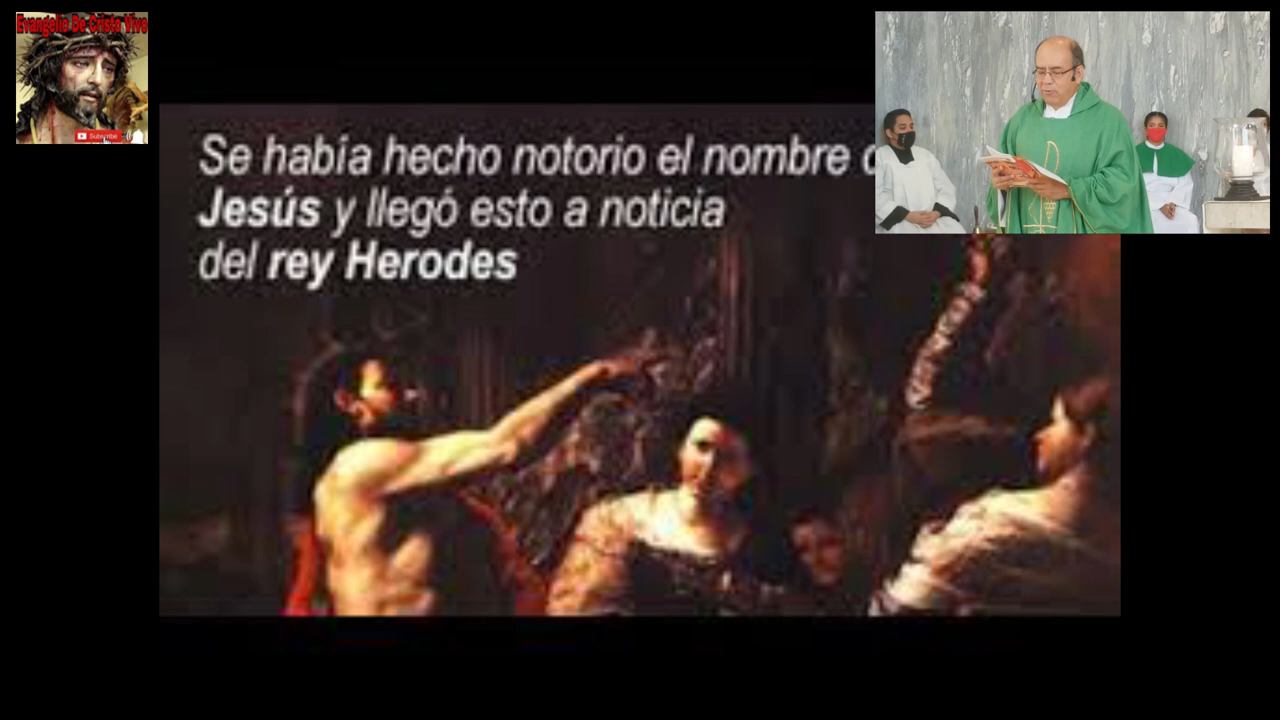 Evangelio De Cristo Vivo
Subscribe
Se había hecho notorio el nombre
Jesús y llegó esto a noticia
del rey Herodes